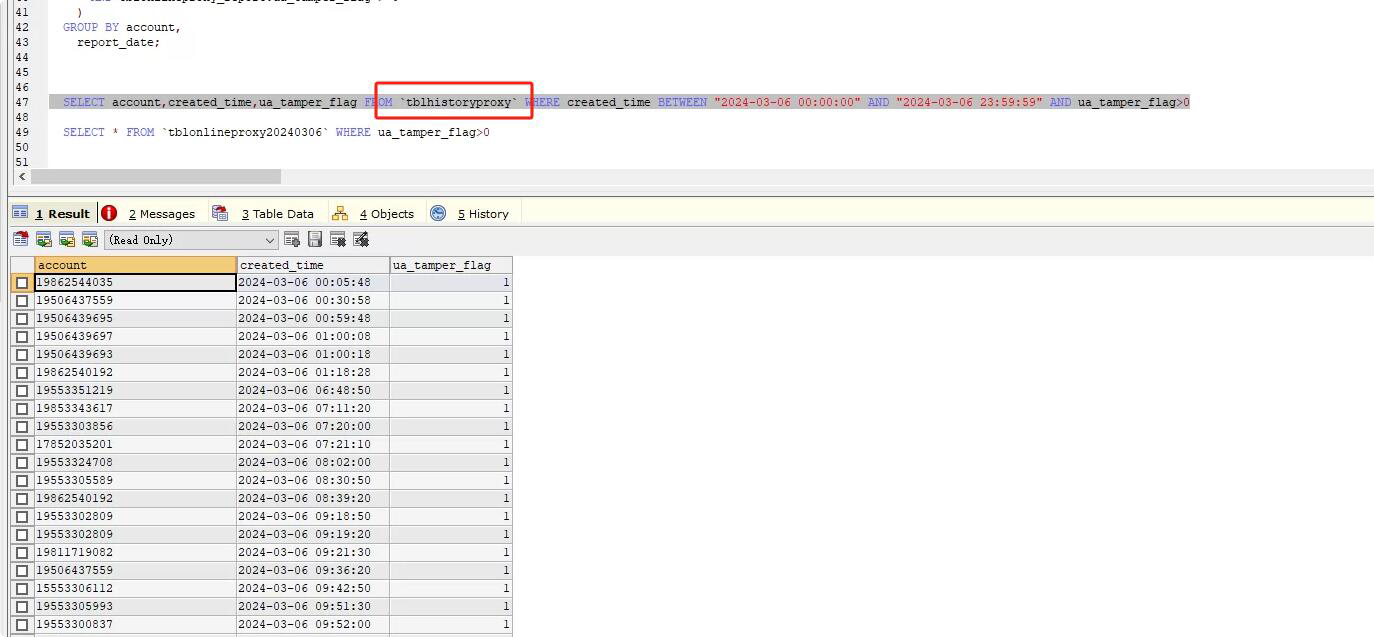 41 )
42 GROUP BY account,
43 report_date;
44
45
46
47 SELECT account,created_time,ua_tamper_flag FROM `tblhistoryproxy` WHERE created_time BETWEEN "2024-03-06 00:00:00" AND "2024-03-06 23:59:59" AND ua_tamper_flag>0
48
49 SELECT * FROM `tblonlineproxy20240306` WHERE ua_tamper_flag>0
50
51
1 Result 2 Messages 3 Table Data 4 Objects 5 History
(Read Only)
account created_time ua_tamper_flag
19862544035 2024-03-06 00:05:48 1
19506437559 2024-03-06 00:30:58 1
19506439695 2024-03-06 00:59:48 1
19506439697 2024-03-06 01:00:08 1
19506439693 2024-03-06 01:00:18 1
19862540192 2024-03-06 01:18:28 1
19553351219 2024-03-06 06:48:50 1
19853343617 2024-03-06 07:11:20 1
19553303856 2024-03-06 07:20:00 1
17852035201 2024-03-06 07:21:10 1
19553324708 2024-03-06 08:02:00 1
19553305589 2024-03-06 08:30:50 1
19862540192 2024-03-06 08:39:20 1
19553302809 2024-03-06 09:18:50 1
19553302809 2024-03-06 09:19:20 1
19811719082 2024-03-06 09:21:30 1
19506437559 2024-03-06 09:36:20 1
15553306112 2024-03-06 09:42:50 1
19553305993 2024-03-06 09:51:30 1
19553300837 2024-03-06 09:52:00 1